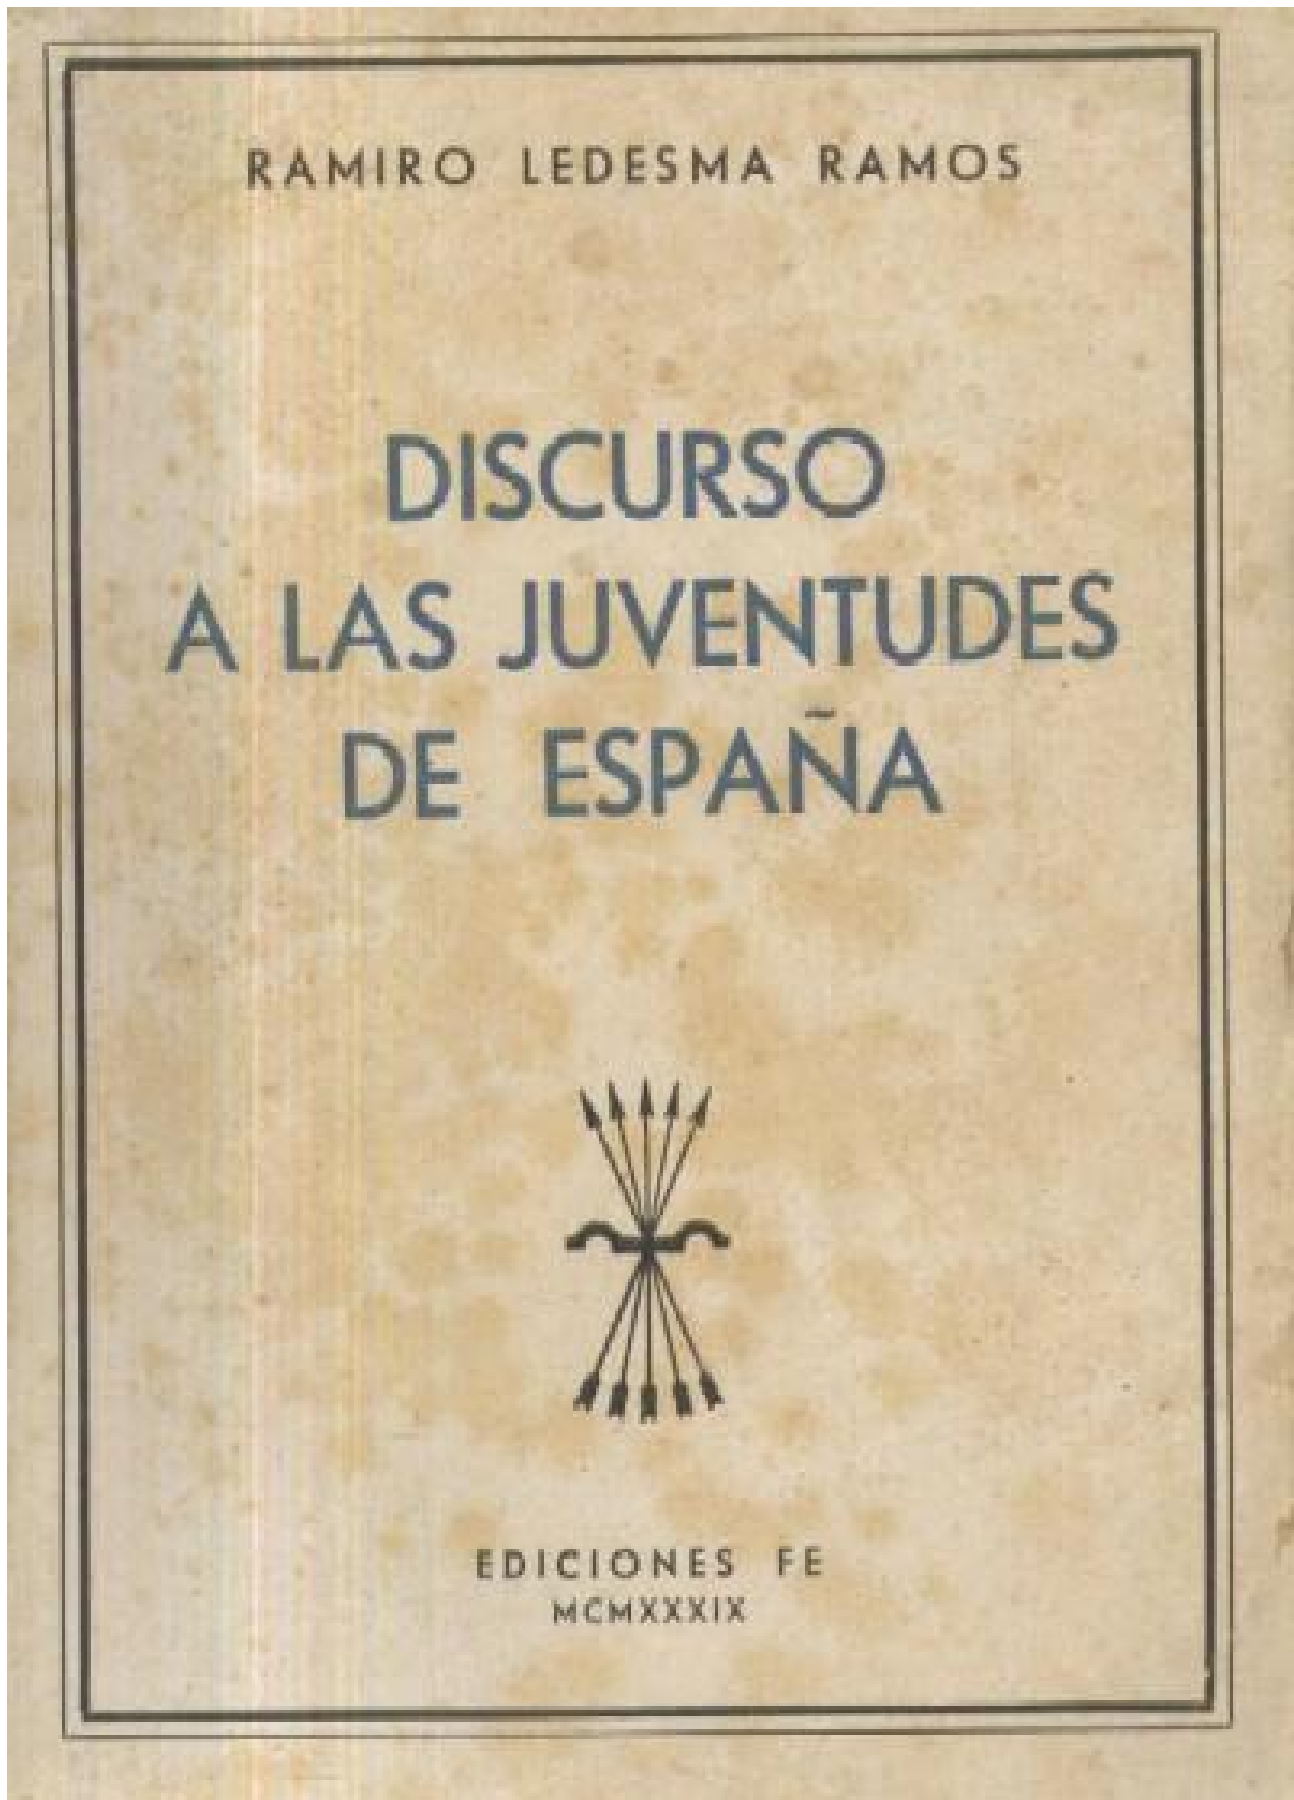 RAMIRO LEDESMA RAMOS
DISCURSO
A LAS JUVENTUDES
DE ESPAÑA
EDICIONES FE
MCMXXXIX